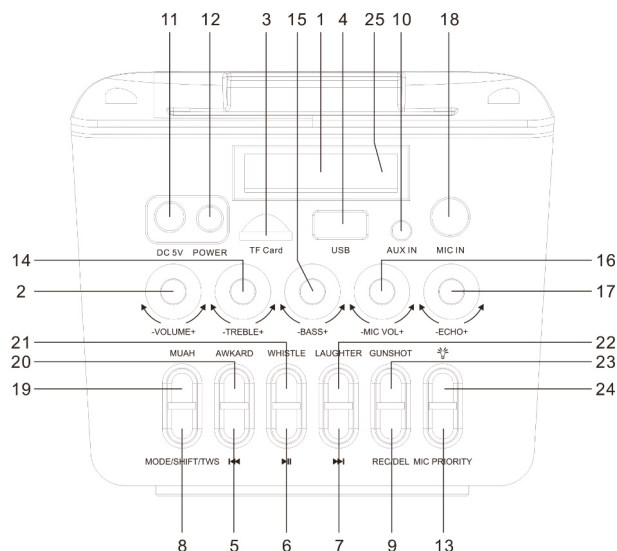 11 12 3 15 4 1 25 10 18
DC 5V POWER TF Card USB AUX IN MIC IN
14 16
2 17
-VOLUME+ -TREBLE+ -BASS+ -MIC VOL+ -ECHO+
21 22
MUAH AWKARD WHISTLE LAUGHTER GUNSHOT
20 23
19 24
MODE/SHIFT/TWS REC/DEL MIC PRIORITY
8 5 6 7 9 13